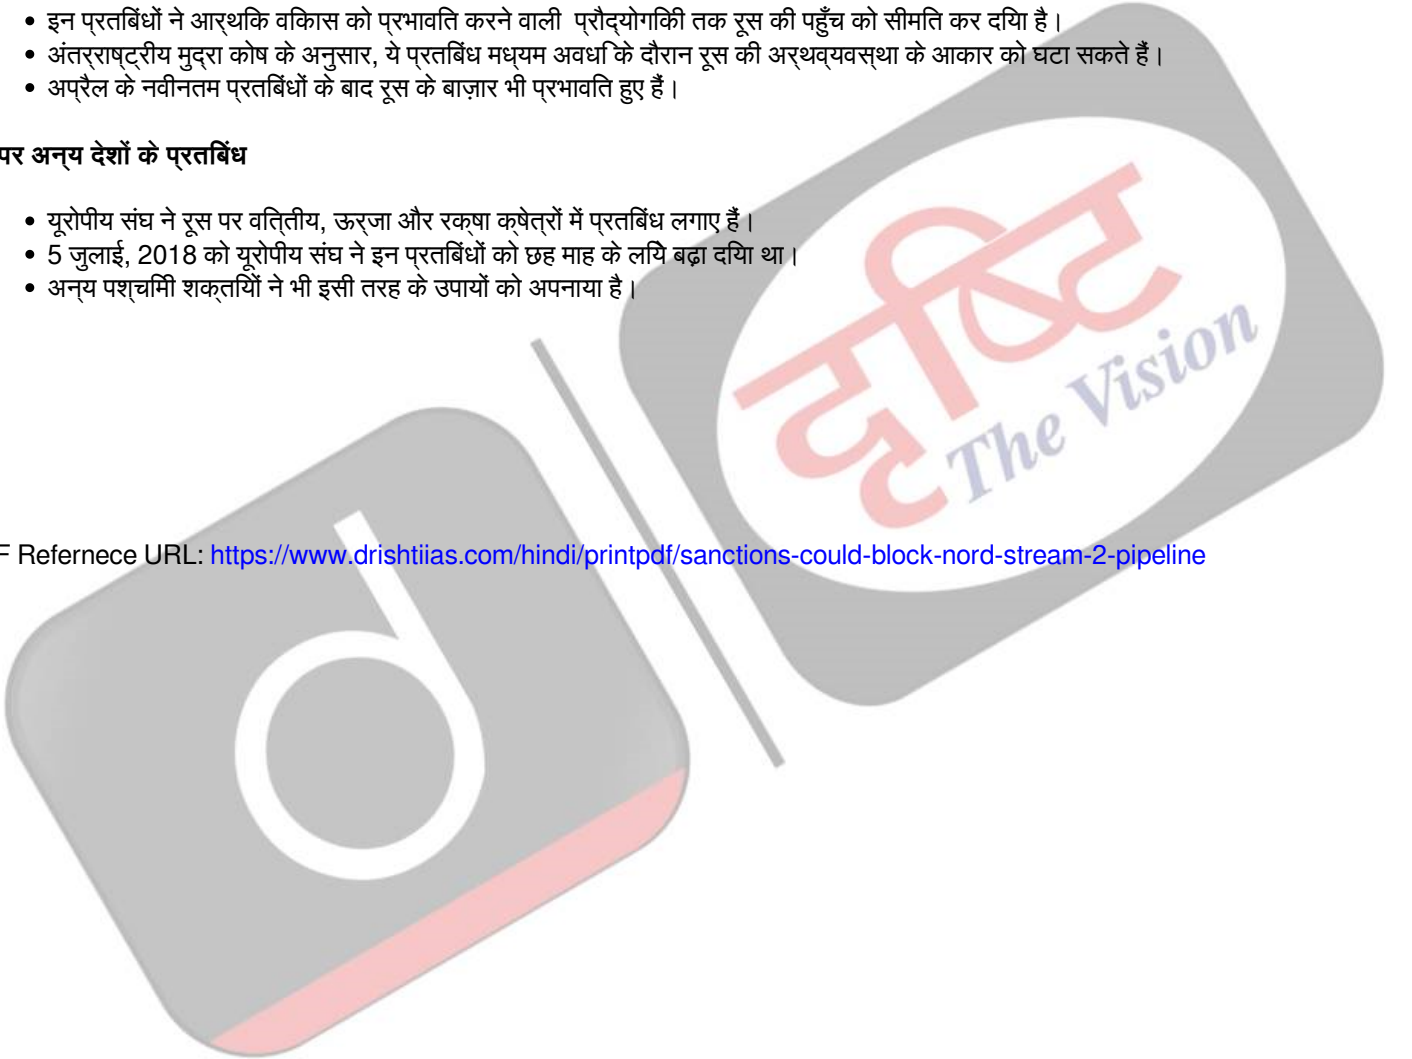 • इन प्रतिबंधों ने आर्थिक विकास को प्रभावित करने वाली प्रौद्योगिकी तक रूस की पहुँच को सीमित कर दिया है।
• अंतर्राष्ट्रीय मुद्रा कोष के अनुसार, ये प्रतिबंध मध्यम अवधि के दौरान रूस की अर्थव्यवस्था के आकार को घटा सकते हैं।
• अप्रैल के नवीनतम प्रतिबंधों के बाद रूस के बाज़ार भी प्रभावित हुए हैं।
पर अन्य देशों के प्रतिबंध
• यूरोपीय संघ ने रूस पर वित्तीय, ऊर्जा और रक्षा क्षेत्रों में प्रतिबंध लगाए हैं।
• 5 जुलाई, 2018 को यूरोपीय संघ ने इन प्रतिबंधों को छह माह के लिये बढ़ा दिया था।
• अन्य पश्चिमी शक्तियों ने भी इसी तरह के उपायों को अपनाया है।
दृष्टि
The Vision
d
F Refernece URL: https://www.drishtiias.com/hindi/printpdf/sanctions-could-block-nord-stream-2-pipeline